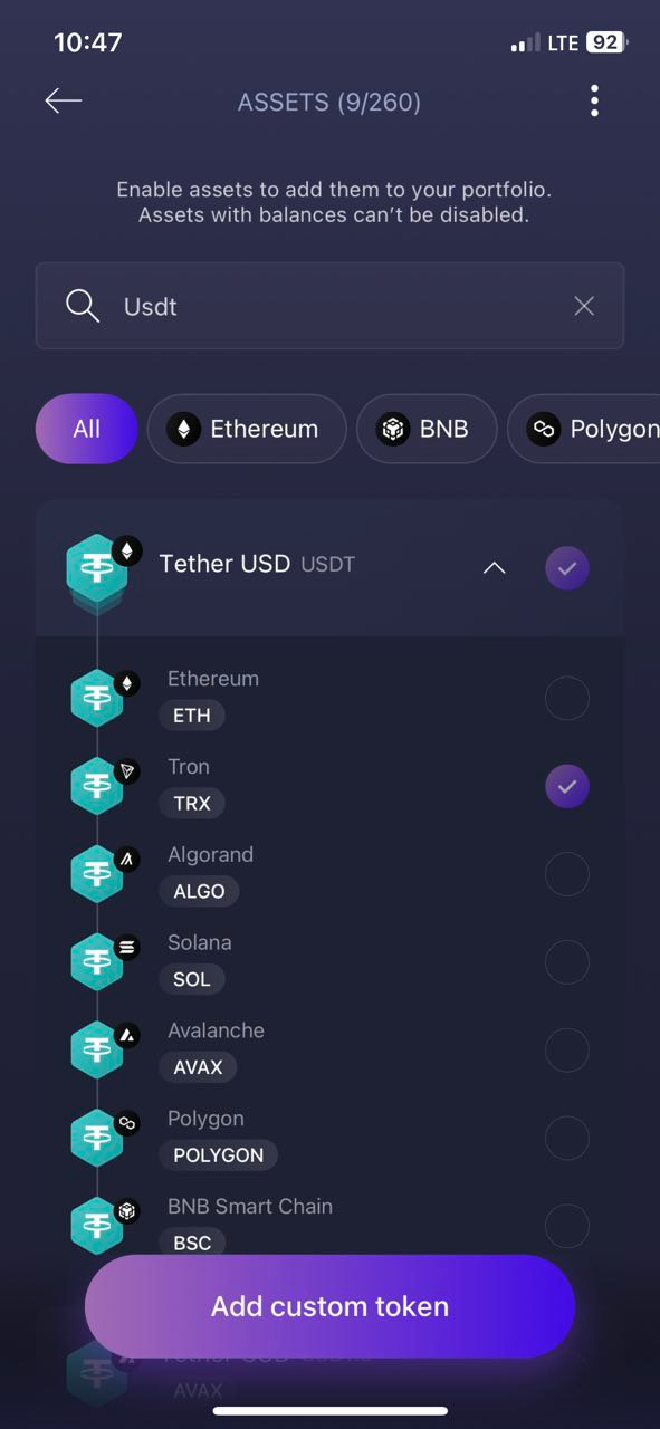 10:47
LTE 92
ASSETS (9/260)
Enable assets to add them to your portfolio.
Assets with balances can't be disabled.
Usdt
All
Ethereum
BNB
Polygon
Tether USD USDT
Ethereum
ETH
Tron
TRX
Algorand
ALGO
Solana
SOL
Avalanche
AVAX
Polygon
POLYGON
BNB Smart Chain
BSC
Add custom token
Tether USD
AVAX